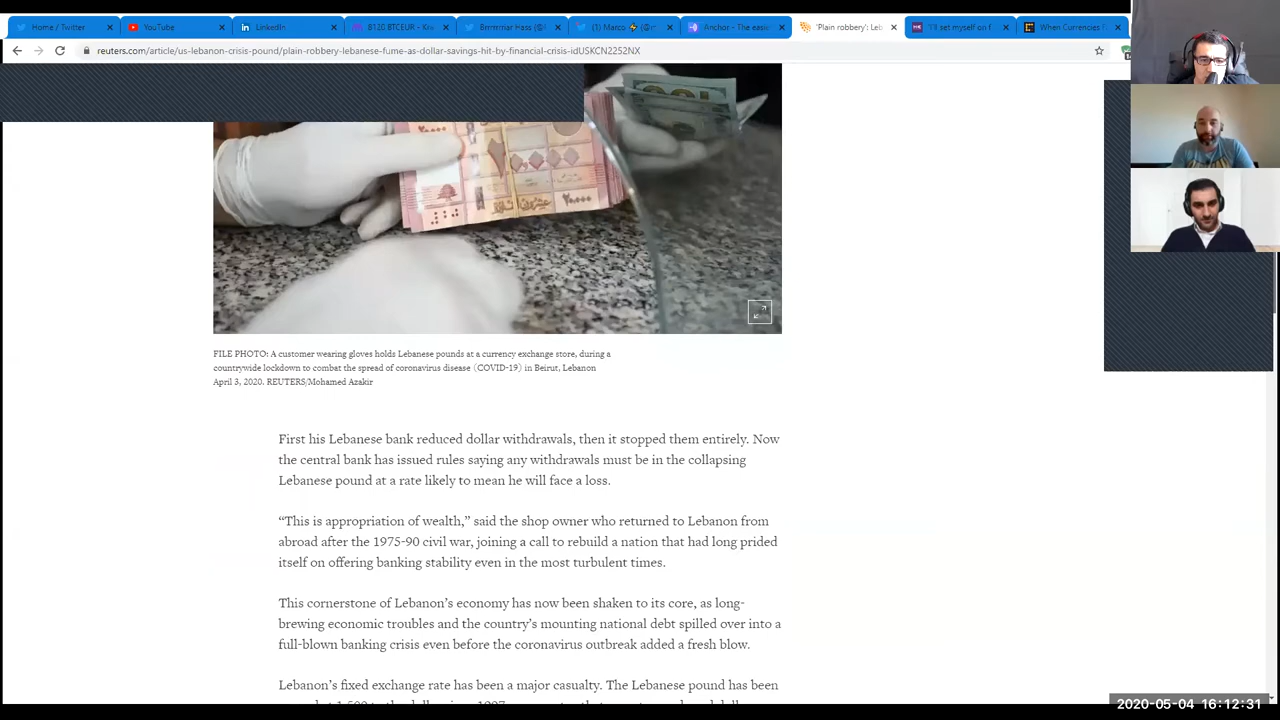 Home / Twitter
YouTube
LinkedIn
Anchor - The easie
'Plain robbery': Leb
"I'll set myself on f
When Currencies F
reuters.com/article/us-lebanon-crisis-pound/plain-robbery-lebanese-fume-as-dollar-savings-hit-by-financial-crisis-idUSKCN2252NX
FILE PHOTO: A customer wearing gloves holds Lebanese pounds at a currency exchange store, during a
countrywide lockdown to combat the spread of coronavirus disease (COVID-19) in Beirut, Lebanon
April 3, 2020. REUTERS/Mohamed Azakir
First his Lebanese bank reduced dollar withdrawals, then it stopped them entirely. Now
the central bank has issued rules saying any withdrawals must be in the collapsing
Lebanese pound at a rate likely to mean he will face a loss.
“This is appropriation of wealth,” said the shop owner who returned to Lebanon from
abroad after the 1975-90 civil war, joining a call to rebuild a nation that had long prided
itself on offering banking stability even in the most turbulent times.
This cornerstone of Lebanon’s economy has now been shaken to its core, as long-
brewing economic troubles and the country’s mounting national debt spilled over into a
full-blown banking crisis even before the coronavirus outbreak added a fresh blow.
Lebanon’s fixed exchange rate has been a major casualty. The Lebanese pound has been
2020-05-04 16:12:31